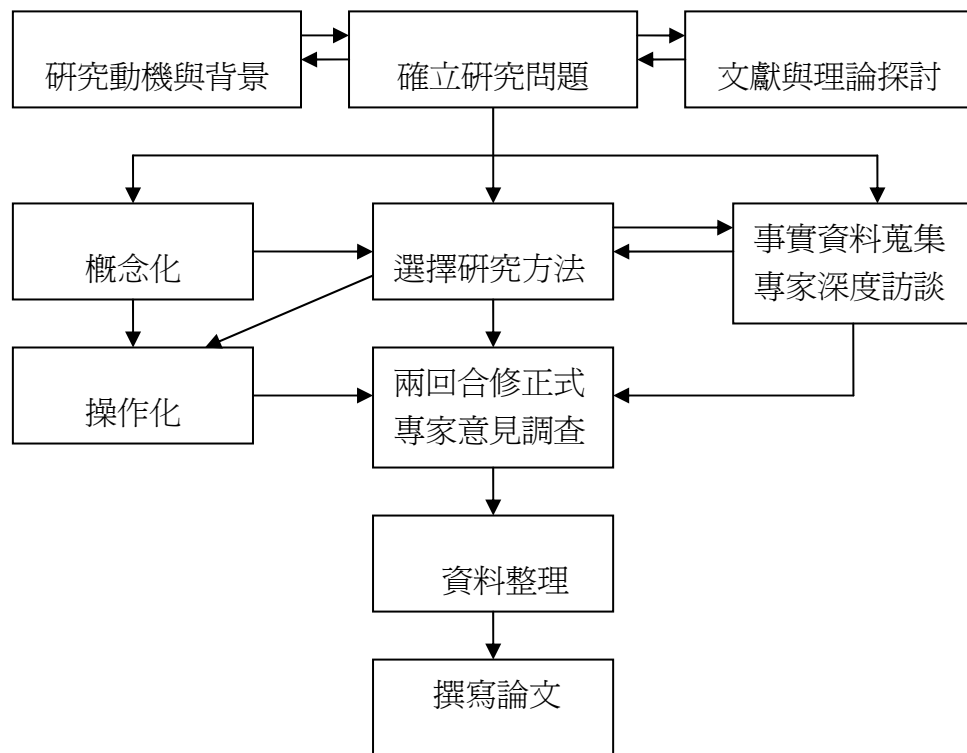 研究動機與背景
確立研究問題
文獻與理論探討
概念化
選擇研究方法
事實資料蒐集
專家深度訪談
操作化
兩回合修正式
專家意見調查
資料整理
撰寫論文